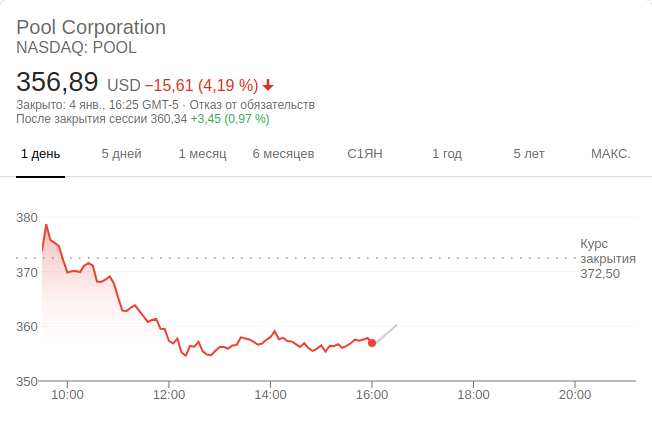 Pool Corporation
NASDAQ: POOL
356,89 USD −15,61 (4,19 %)
Закрыто: 4 янв., 16:25 GMT-5 · Отказ от обязательств
После закрытия сессии 360,34 +3,45 (0,97 %)
1 день 5 дней 1 месяц 6 месяцев С1ЯН 1 год 5 лет МАКС.
380
Курс
закрытия
370
372,50
360
350
10:00 12:00 14:00 16:00 18:00 20:00